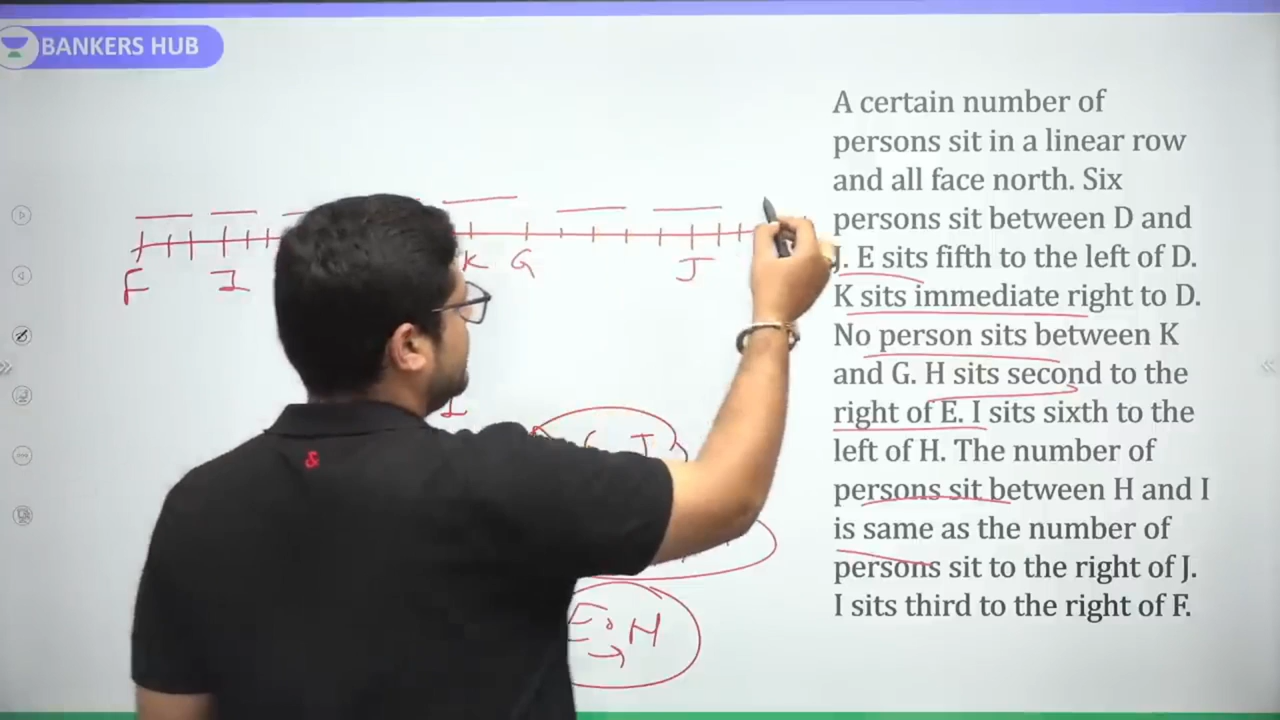 BANKERS HUB
A certain number of
persons sit in a linear row
and all face north. Six
persons sit between D and
J. E sits fifth to the left of D.
K sits immediate right to D.
No person sits between K
and G. H sits second to the
right of E. I sits sixth to the
left of H. The number of
persons sit between H and I
is same as the number of
persons sit to the right of J.
I sits third to the right of F.
F I K G J
I
E H